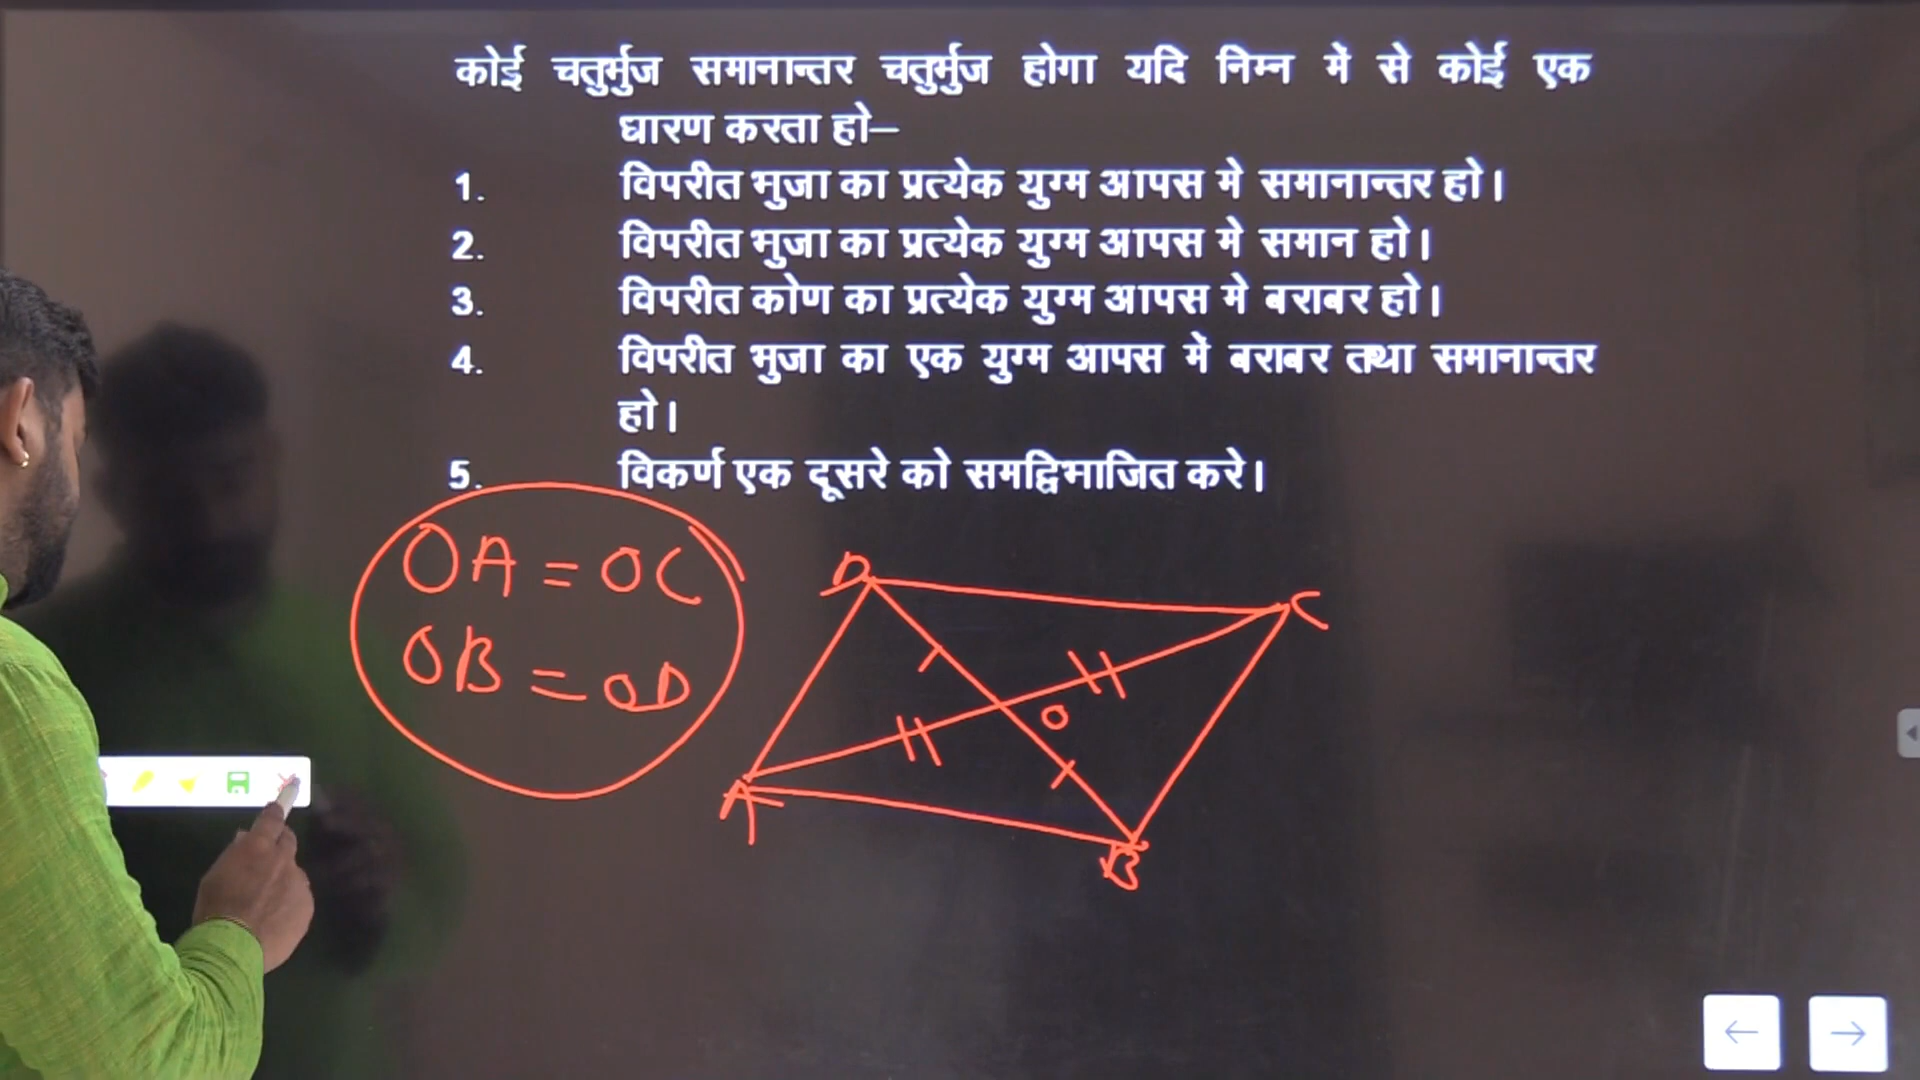 कोई चतुर्भुज समानान्तर चतुर्भुज होगा यदि निम्न में से कोई एक
धारण करता हो–
1. विपरीत भुजा का प्रत्येक युग्म आपस मे समानान्तर हो।
2. विपरीत भुजा का प्रत्येक युग्म आपस मे समान हो।
3. विपरीत कोण का प्रत्येक युग्म आपस मे बराबर हो।
4. विपरीत भुजा का एक युग्म आपस में बराबर तथा समानान्तर
हो।
5. विकर्ण एक दूसरे को समद्विभाजित करे।
OA = OC
OB = OD
D
C
O
A
B